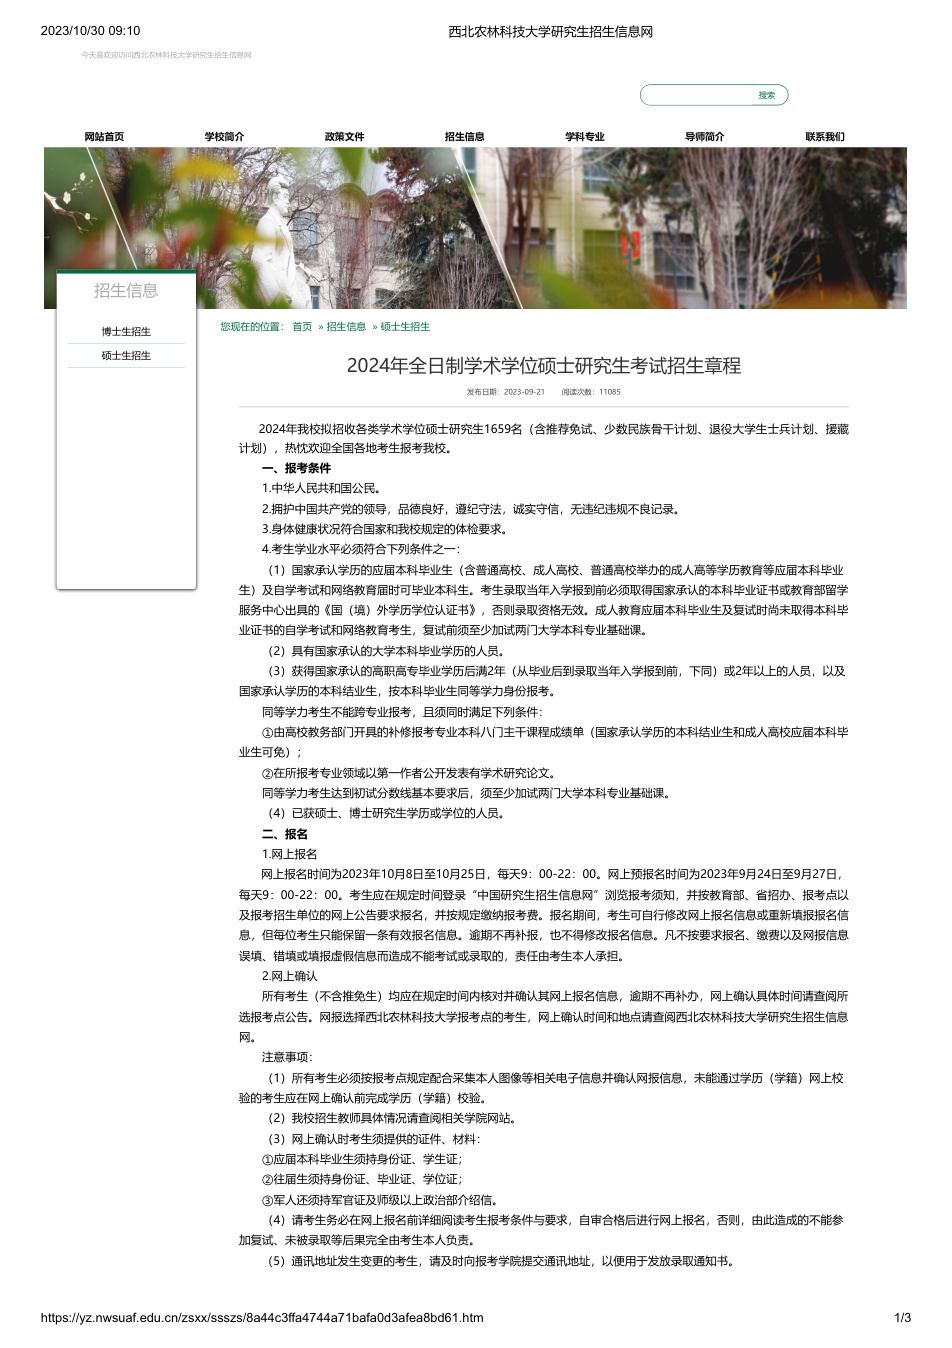 2023/10/30 09:10
西北农林科技大学研究生招生信息网
今天是欢迎访问西北农林科技大学研究生招生信息网
搜索
网站首页 学校简介 政策文件 招生信息 学科专业 导师简介 联系我们
招生信息
博士生招生
硕士生招生
您现在的位置： 首页 » 招生信息 » 硕士生招生
2024年全日制学术学位硕士研究生考试招生章程
发布日期：2023-09-21 阅读次数：11085
2024年我校拟招收各类学术学位硕士研究生1659名（含推荐免试、少数民族骨干计划、退役大学生士兵计划、援藏
计划），热忱欢迎全国各地考生报考我校。
一、报考条件
1.中华人民共和国公民。
2.拥护中国共产党的领导，品德良好，遵纪守法，诚实守信，无违纪违规不良记录。
3.身体健康状况符合国家和我校规定的体检要求。
4.考生学业水平必须符合下列条件之一：
（1）国家承认学历的应届本科毕业生（含普通高校、成人高校、普通高校举办的成人高等学历教育等应届本科毕业
生）及自学考试和网络教育届时可毕业本科生。考生录取当年入学报到前必须取得国家承认的本科毕业证书或教育部留学
服务中心出具的《国（境）外学历学位认证书》，否则录取资格无效。成人教育应届本科毕业生及复试时尚未取得本科毕
业证书的自学考试和网络教育考生，复试前须至少加试两门大学本科专业基础课。
（2）具有国家承认的大学本科毕业学历的人员。
（3）获得国家承认的高职高专毕业学历后满2年（从毕业后到录取当年入学报到前，下同）或2年以上的人员，以及
国家承认学历的本科结业生，按本科毕业生同等学力身份报考。
同等学力考生不能跨专业报考，且须同时满足下列条件：
①由高校教务部门开具的补修报考专业本科八门主干课程成绩单（国家承认学历的本科结业生和成人高校应届本科毕
业生可免）；
②在所报考专业领域以第一作者公开发表有学术研究论文。
同等学力考生达到初试分数线基本要求后，须至少加试两门大学本科专业基础课。
（4）已获硕士、博士研究生学历或学位的人员。
二、报名
1.网上报名
网上报名时间为2023年10月8日至10月25日，每天9：00-22：00。网上预报名时间为2023年9月24日至9月27日，
每天9：00-22：00。考生应在规定时间登录“中国研究生招生信息网”浏览报考须知，并按教育部、省招办、报考点以
及报考招生单位的网上公告要求报名，并按规定缴纳报考费。报名期间，考生可自行修改网上报名信息或重新填报报名信
息，但每位考生只能保留一条有效报名信息。逾期不再补报，也不得修改报名信息。凡不按要求报名、缴费以及网报信息
误填、错填或填报虚假信息而造成不能考试或录取的，责任由考生本人承担。
2.网上确认
所有考生（不含推免生）均应在规定时间内核对并确认其网上报名信息，逾期不再补办，网上确认具体时间请查阅所
选报考点公告。网报选择西北农林科技大学报考点的考生，网上确认时间和地点请查阅西北农林科技大学研究生招生信息
网。
注意事项：
（1）所有考生必须按报考点规定配合采集本人图像等相关电子信息并确认网报信息，未能通过学历（学籍）网上校
验的考生应在网上确认前完成学历（学籍）校验。
（2）我校招生教师具体情况请查阅相关学院网站。
（3）网上确认时考生须提供的证件、材料：
①应届本科毕业生须持身份证、学生证；
②往届生须持身份证、毕业证、学位证；
③军人还须持军官证及师级以上政治部介绍信。
（4）请考生务必在网上报名前详细阅读考生报考条件与要求，自审合格后进行网上报名，否则，由此造成的不能参
加复试、未被录取等后果完全由考生本人负责。
（5）通讯地址发生变更的考生，请及时向报考学院提交通讯地址，以便用于发放录取通知书。
https://yz.nwsuaf.edu.cn/zsxx/ssszs/8a44c3ffa4744a71bafa0d3afea8bd61.htm
1/3